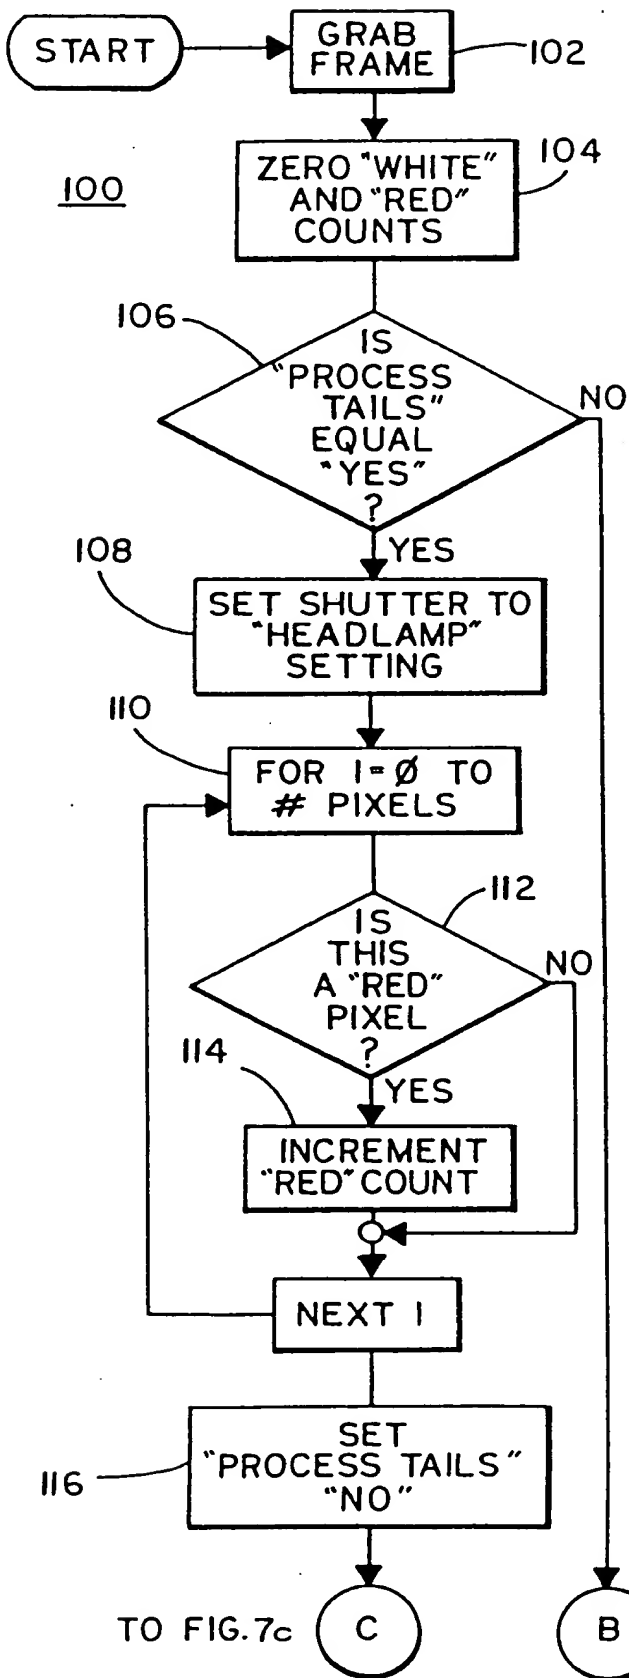 START
GRAB
FRAME
102
100
ZERO "WHITE"
AND "RED"
COUNTS
104
106
IS
"PROCESS
TAILS"
EQUAL
"YES"
?
NO
YES
108
SET SHUTTER TO
"HEADLAMP"
SETTING
110
FOR I=Ø TO
# PIXELS
112
IS
THIS
A "RED"
PIXEL
?
NO
114
YES
INCREMENT
"RED" COUNT
NEXT I
116
SET
"PROCESS TAILS"
"NO"
TO FIG.7c
C
B